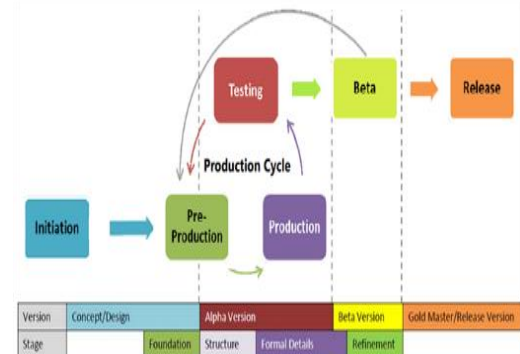 Testing
Beta
Release
Production Cycle
Initiation
Pre-
Production
Production
Version Concept/Design Alpha Version Beta Version Gold Master/Release Version
Stage Foundation Structure Formal Details Refinement